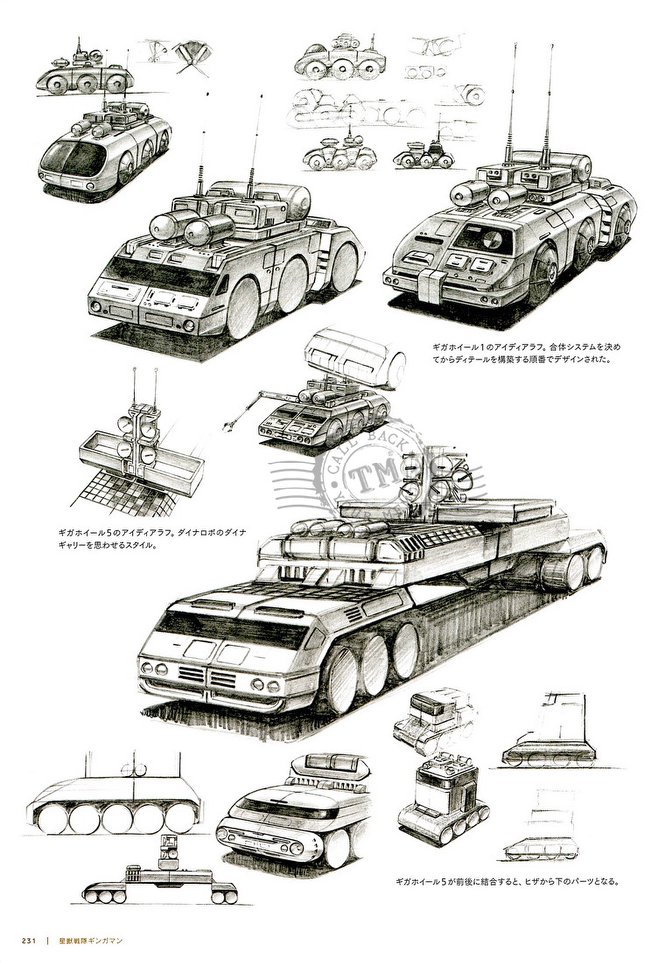 ギガホイール1のアイディアラフ。合体システムを決め
てからディテールを構築する順番でデザインされた。
CALL BACK
TM
ギガホイール5のアイディアラフ。ダイナロボのダイナ
ギャリーを思わせるスタイル。
ギガホイール5が前後に結合すると、ヒザから下のパーツとなる。
231 | 星獣戦隊ギンガマン